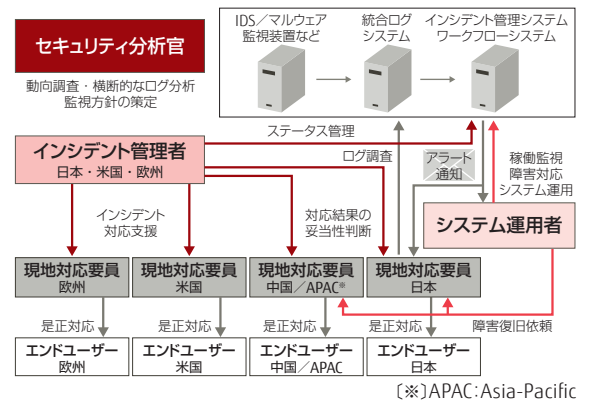 セキュリティ分析官
動向調査・横断的なログ分析
監視方針の策定
IDS／マルウェア
監視装置など
統合ログ
システム
インシデント管理システム
ワークフローシステム
ステータス管理
インシデント管理者
日本・米国・欧州
ログ調査
アラート
通知
稼働監視
障害対応
システム運用
インシデント
対応支援
対応結果の
妥当性判断
システム運用者
現地対応要員
欧州
現地対応要員
米国
現地対応要員
中国／APAC※
現地対応要員
日本
是正対応
是正対応
是正対応
是正対応
障害復旧依頼
エンドユーザー
欧州
エンドユーザー
米国
エンドユーザー
中国／APAC
エンドユーザー
日本
〔※〕APAC：Asia-Pacific